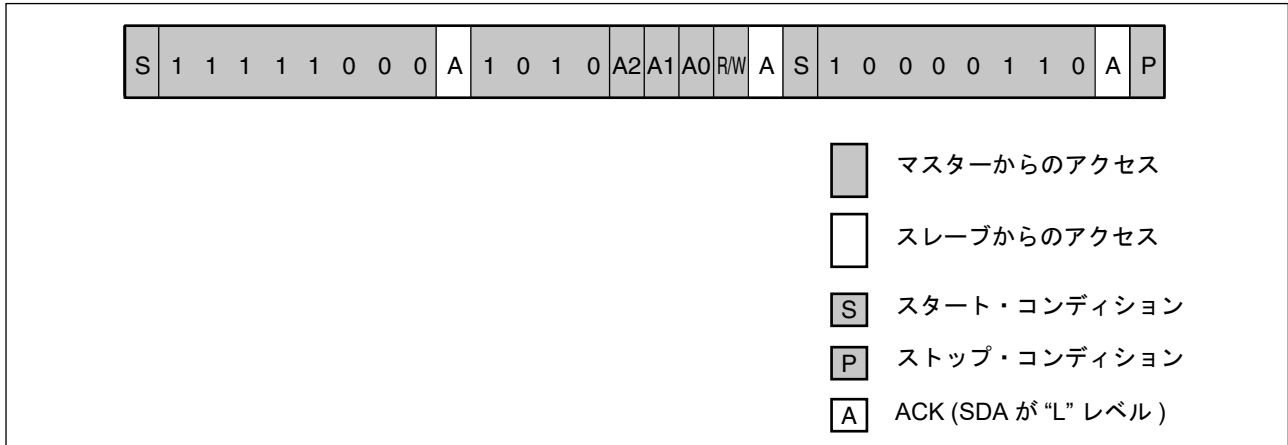 S 1 1 1 1 1 0 0 0 A 1 0 1 0 A2 A1 A0 R/W A S 1 0 0 0 0 1 1 0 A P
マスターからのアクセス
スレーブからのアクセス
S スタート・コンディション
P ストップ・コンディション
A ACK (SDA が “L” レベル )